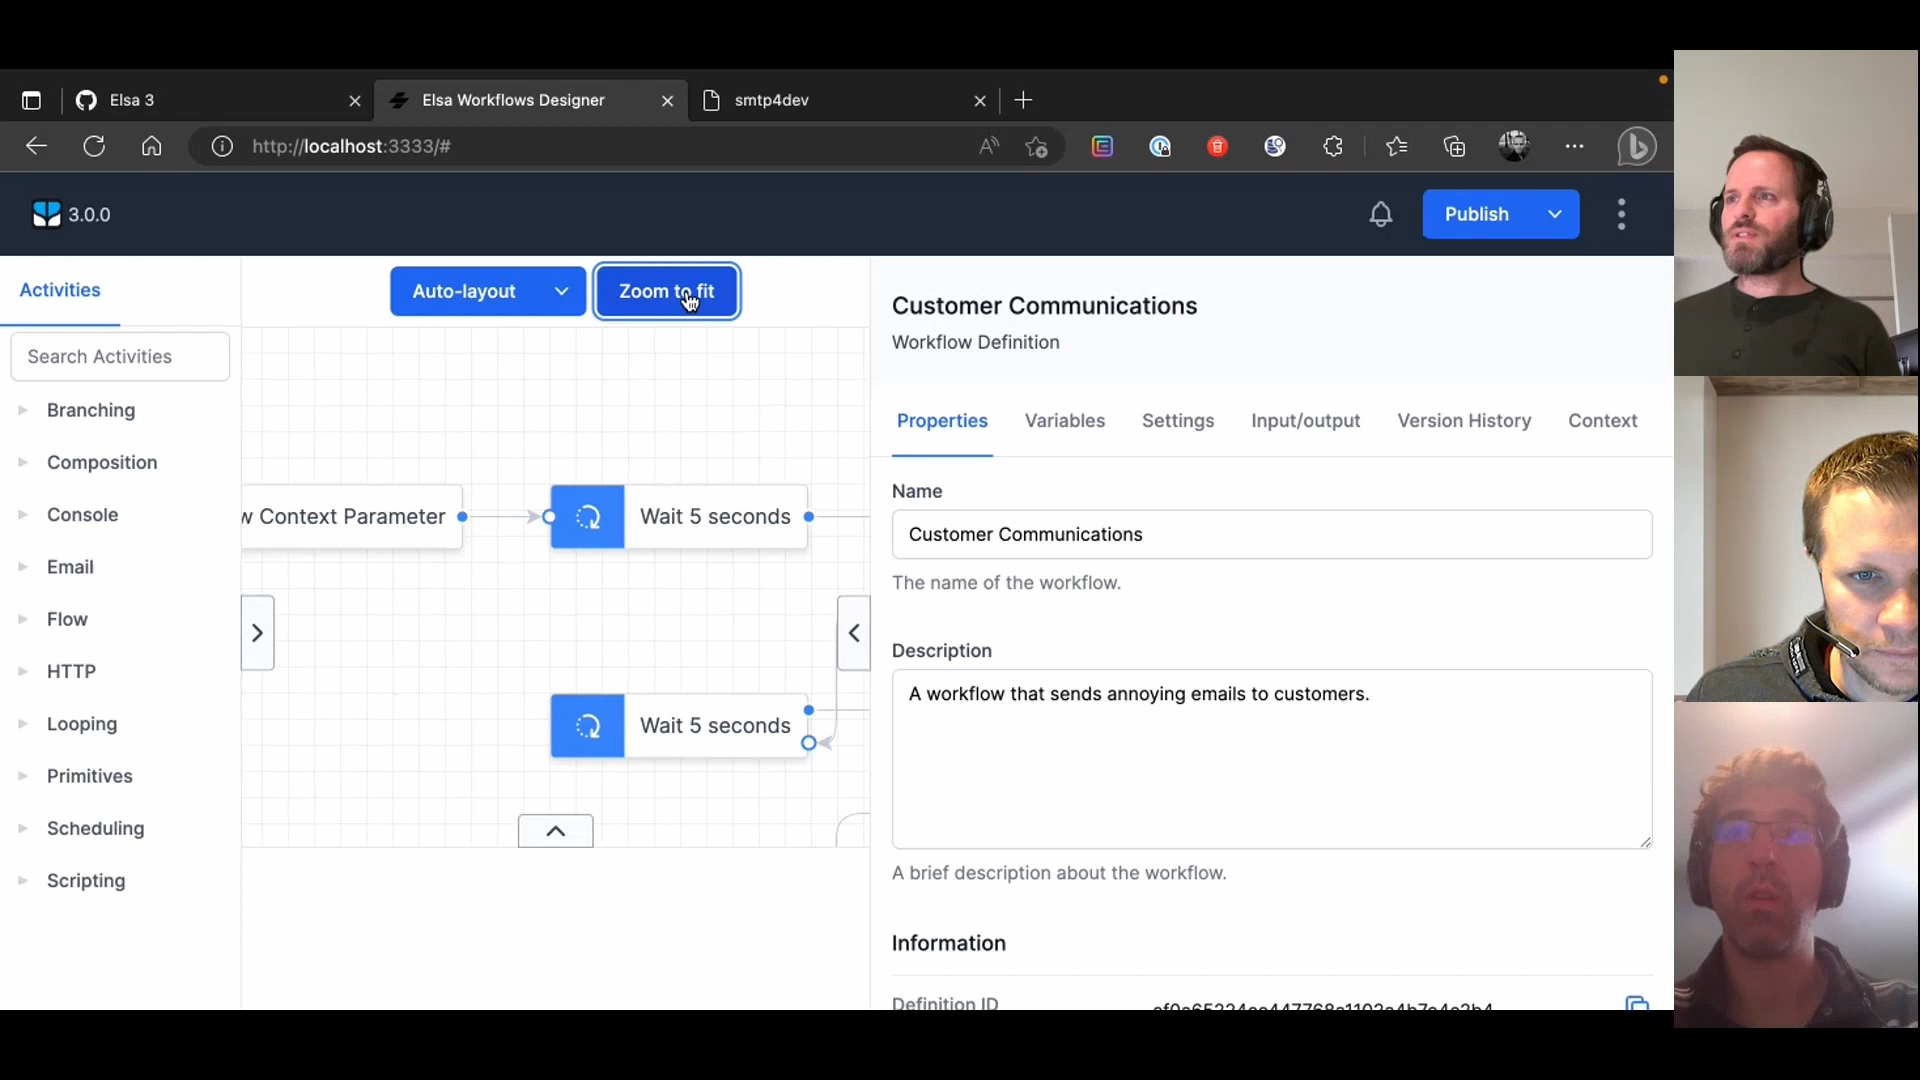 Elsa 3
Elsa Workflows Designer
smtp4dev
http://localhost:3333/#
3.0.0
Publish
Activities
Auto-layout
Zoom to fit
Search Activities
Branching
Composition
Console
Email
Flow
HTTP
Looping
Primitives
Scheduling
Scripting
w Context Parameter
Wait 5 seconds
Wait 5 seconds
Customer Communications
Workflow Definition
Properties Variables Settings Input/output Version History Context
Name
Customer Communications
The name of the workflow.
Description
A workflow that sends annoying emails to customers.
A brief description about the workflow.
Information
Definition ID